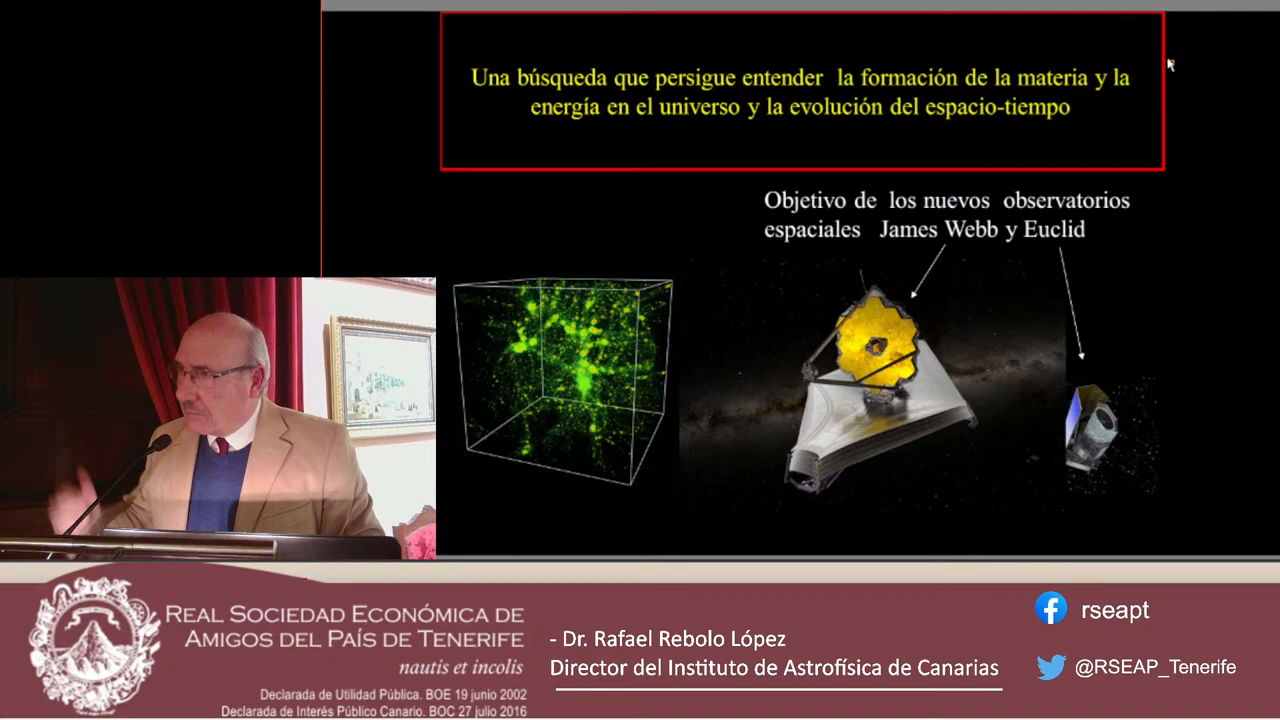 Una búsqueda que persigue entender la formación de la materia y la
energía en el universo y la evolución del espacio-tiempo
Objetivo de los nuevos observatorios
espaciales James Webb y Euclid
REAL SOCIEDAD ECONÓMICA DE
AMIGOS DEL PAÍS DE TENERIFE
nautis et incolis
Declarada de Utilidad Pública. BOE 19 junio 2002
Declarada de Interés Público Canario. BOC 27 julio 2016
- Dr. Rafael Rebolo López
Director del Instituto de Astrofísica de Canarias
rseapt
@RSEAP_Tenerife